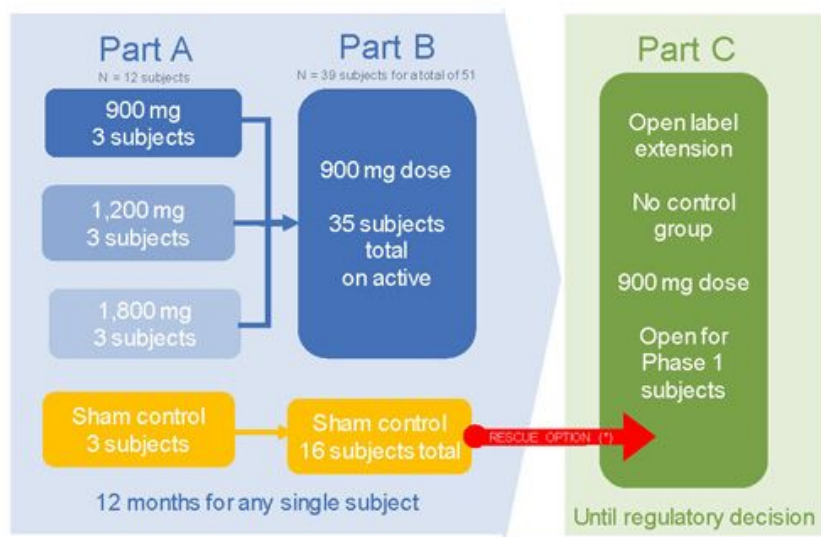 Part A
N = 12 subjects
900 mg
3 subjects
1,200 mg
3 subjects
1,800 mg
3 subjects
Sham control
3 subjects
Part B
N = 39 subjects for a total of 51
900 mg dose
35 subjects
total
on active
Sham control
16 subjects total
12 months for any single subject
RESCUE OPTION (*)
Part C
Open label
extension
No control
group
900 mg dose
Open for
Phase 1
subjects
Until regulatory decision